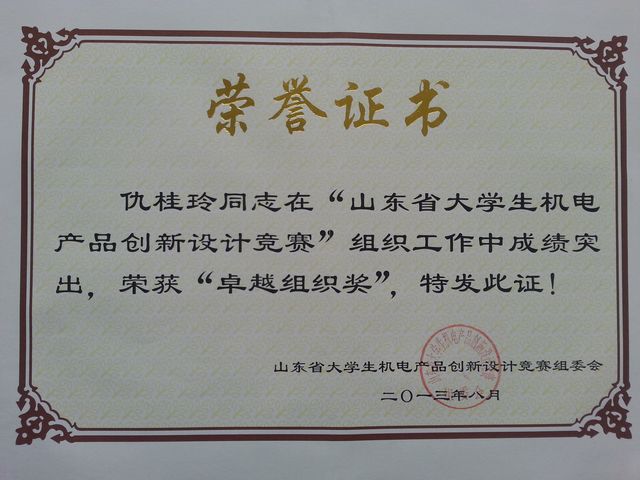 荣誉证书
仇桂玲同志在“山东省大学生机电
产品创新设计竞赛”组织工作中成绩突
出，荣获“卓越组织奖”，特发此证！
山东省大学生机电产品创新设计竞赛组委会
二〇一三年八月